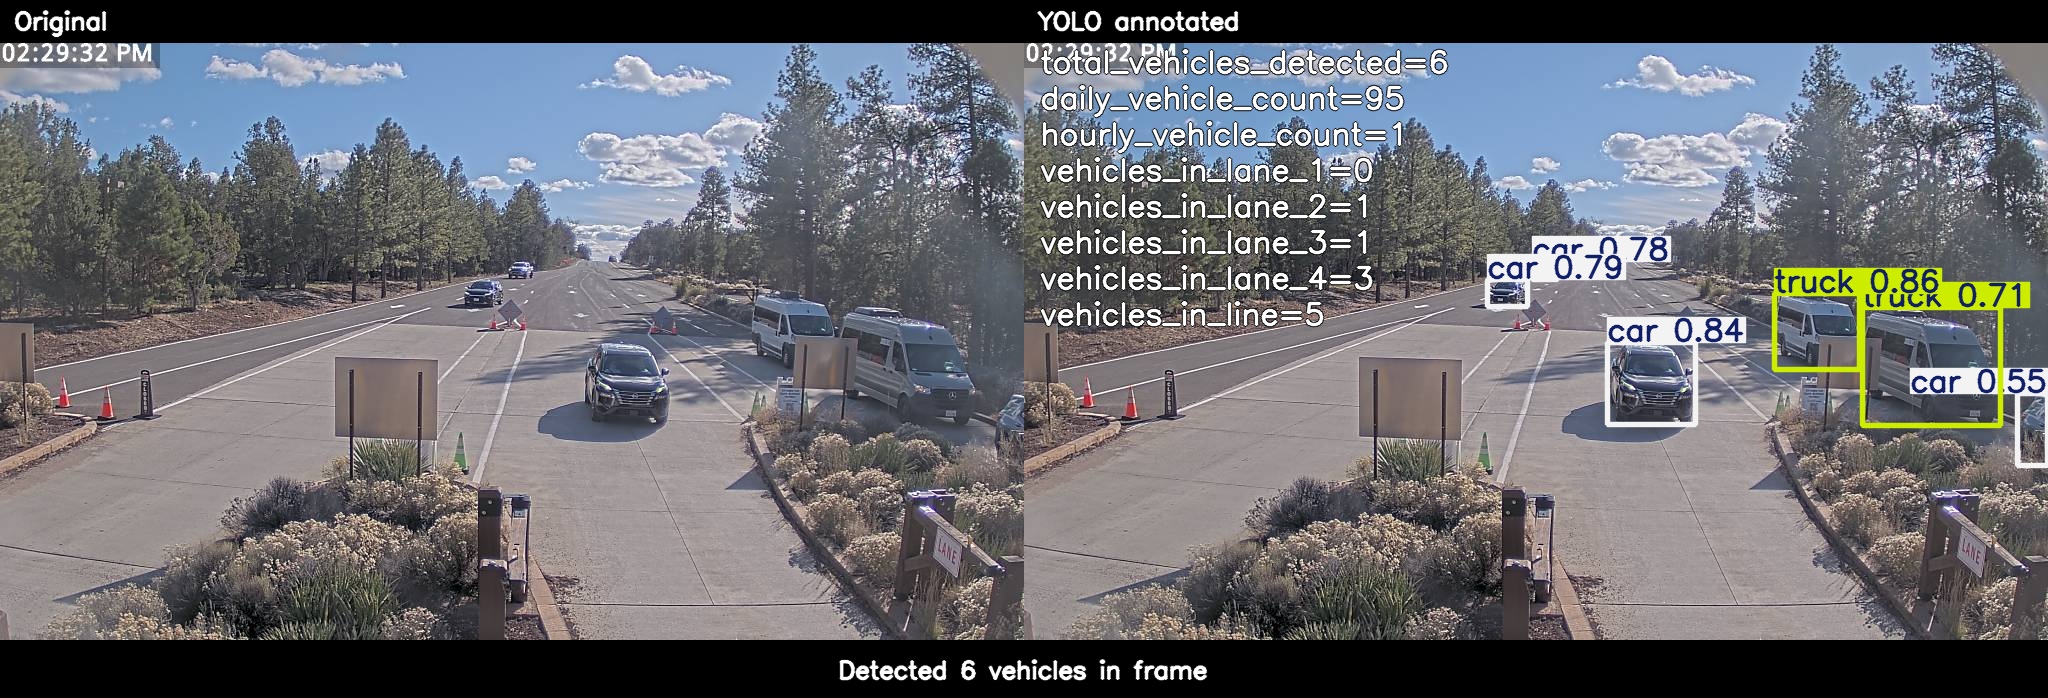 Original
YOLO annotated
02:29:32 PM
02:29:32 PM
total_vehicles_detected=6
daily_vehicle_count=95
hourly_vehicle_count=1
vehicles_in_lane_1=0
vehicles_in_lane_2=1
vehicles_in_lane_3=1
vehicles_in_lane_4=3
vehicles_in_line=5
car 0.78
car 0.79
truck 0.86
truck 0.71
car 0.84
car 0.55
CLOSED
LANE
LANE
Detected 6 vehicles in frame